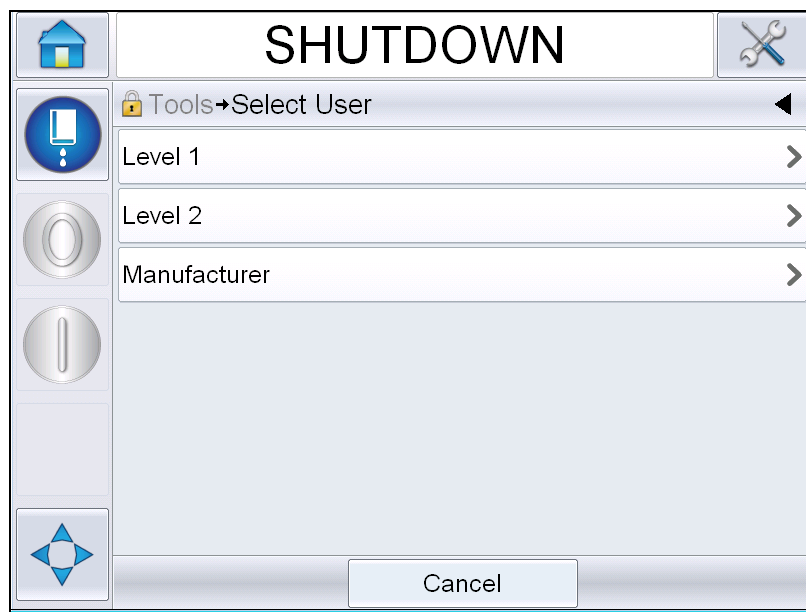 SHUTDOWN
Tools→Select User
Level 1
Level 2
Manufacturer
Cancel